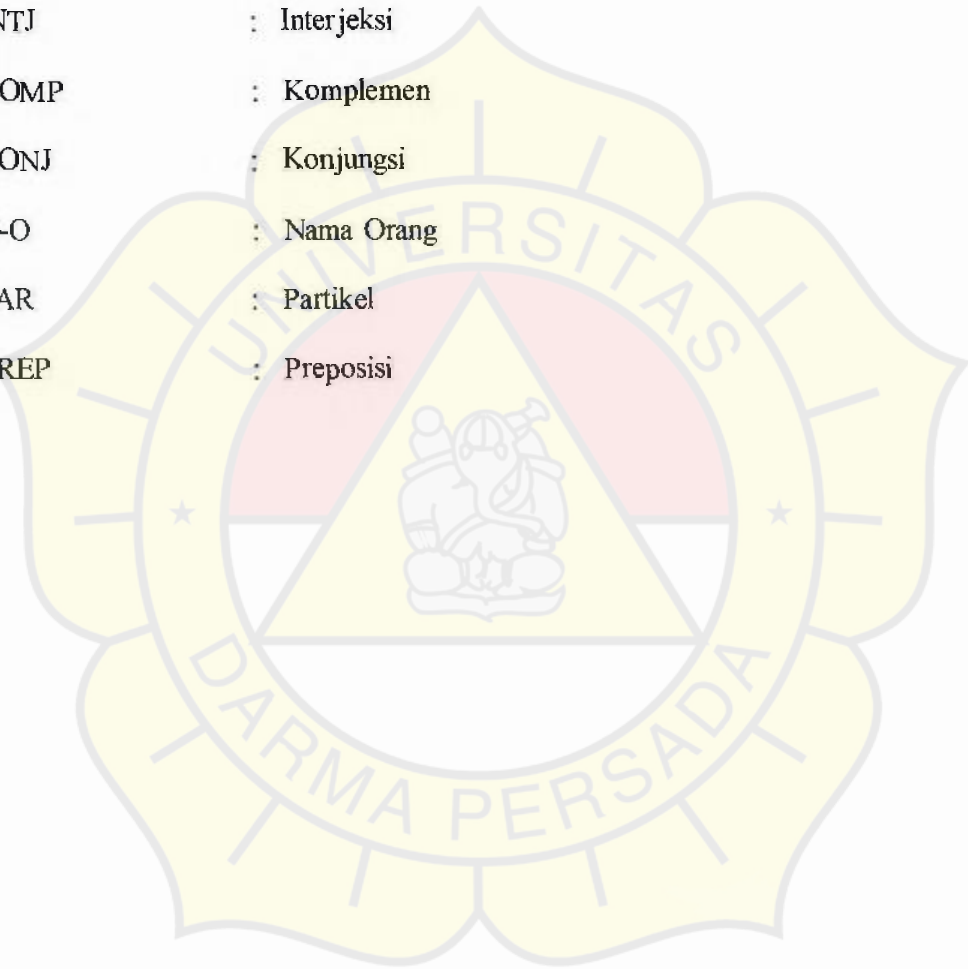 NTJ : Interjeksi
OMP : Komplemen
ONJ : Konjungsi
-O : Nama Orang
AR : Partikel
REP : Preposisi
UNIVERSITAS
DARMA PERSADA